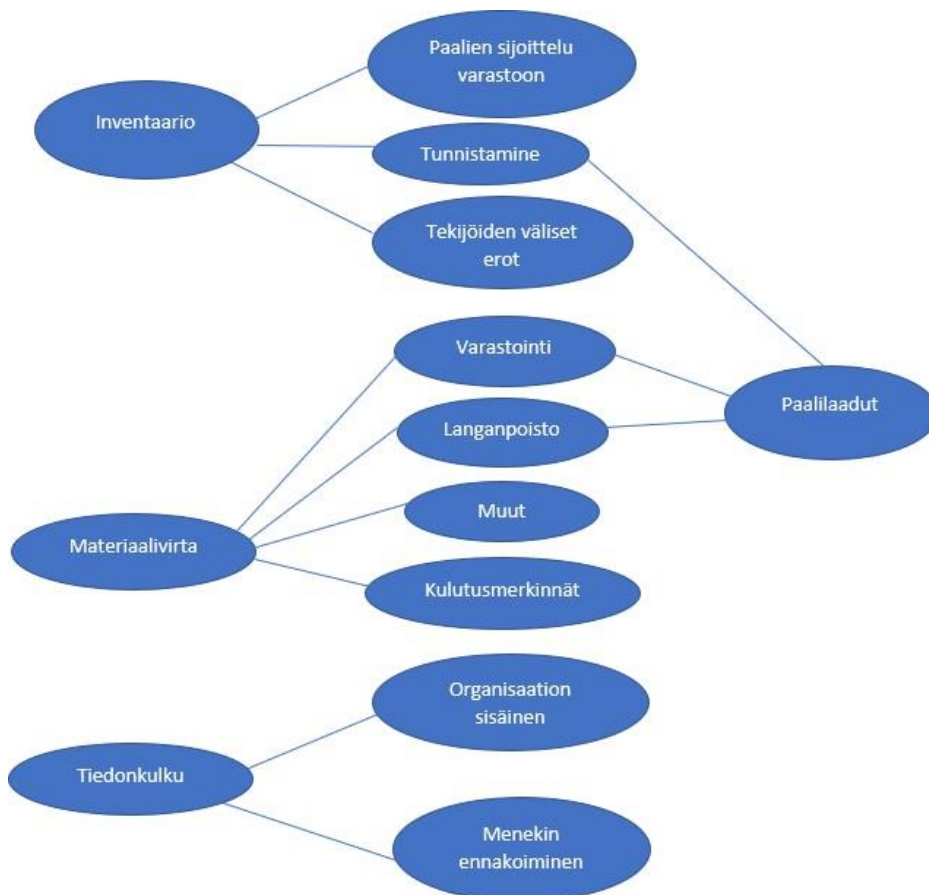 Paalien sijoittelu
varastoon
Inventaario
Tunnistamine
Tekijöiden väliset
erot
Varastointi
Paalilaadut
Langanpoisto
Muut
Materiaalivirta
Kulutusmerkinnät
Organisaation
sisäinen
Tiedonkulku
Menekin
ennakoiminen